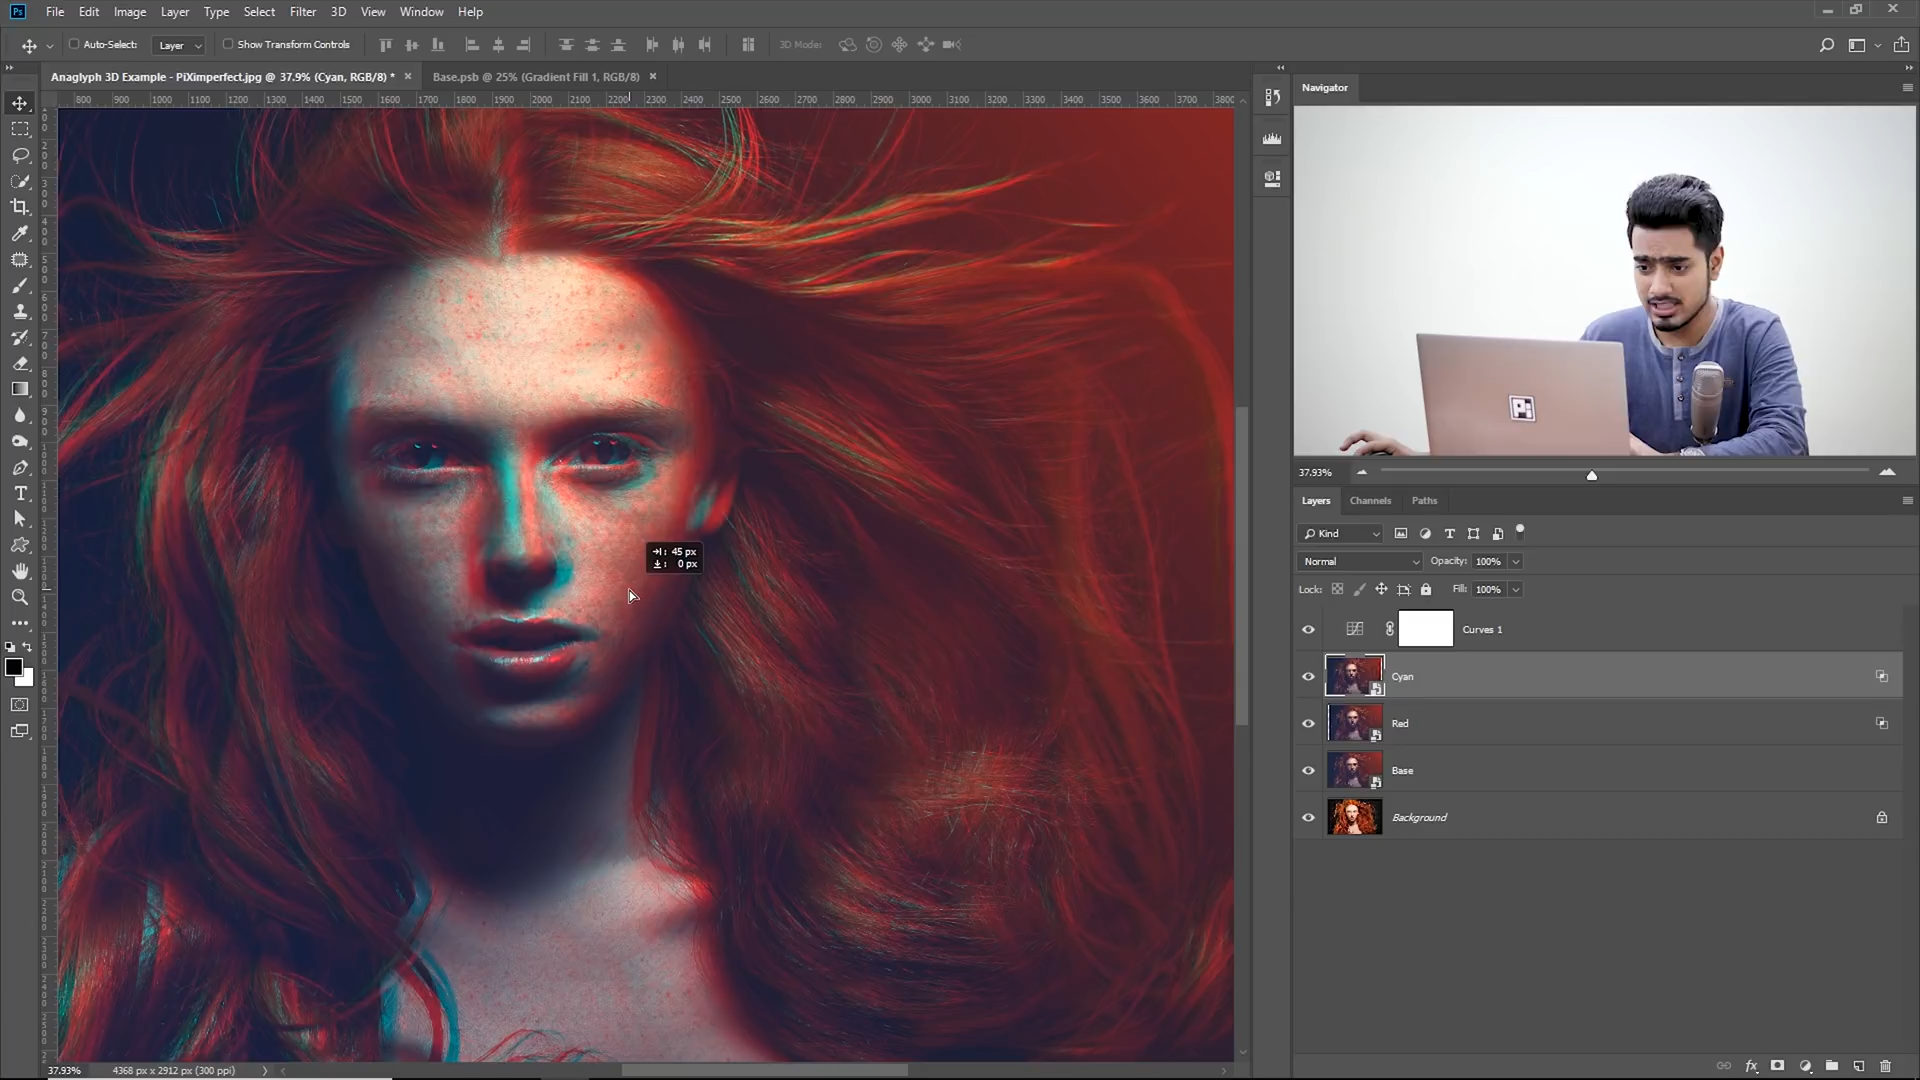 Ps File Edit Image Layer Type Select Filter 3D View Window Help
Auto-Select: Layer Show Transform Controls 3D Mode:
Anaglyph 3D Example - PiXimperfect.jpg @ 37.9% (Cyan, RGB/8) * × Base.psb @ 25% (Gradient Fill 1, RGB/8) ×
800 900 1000 1100 1200 1300 1400 1500 1600 1700 1800 1900 2000 2100 2200 2300 2400 2500 2600 2700 2800 2900 3000 3100 3200 3300 3400 3500 3600 3700 3800
Navigator
37.93%
Layers Channels Paths
Kind
Normal Opacity: 100%
Lock: Fill: 100%
Curves 1
Cyan
Red
Base
Background
45 px
0 px
37.93% 4368 px x 2912 px (300 ppi)
fx